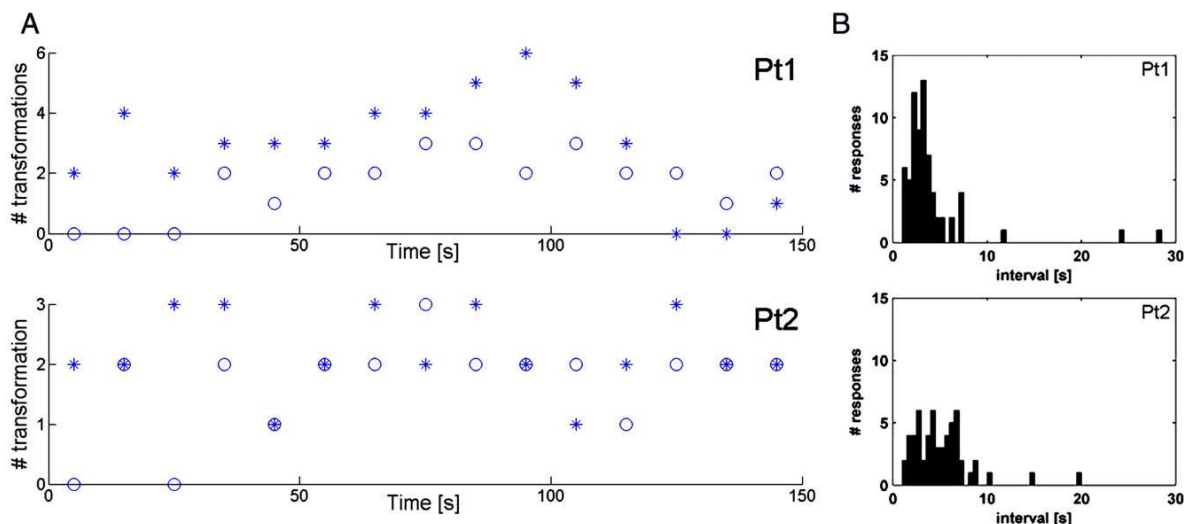 A
Pt1
# transformations
6
4
2
0
0
50
100
150
Time [s]
Pt2
# transformation
3
2
1
0
0
50
100
150
Time [s]
B
Pt1
# responses
15
10
5
0
0
10
20
30
interval [s]
Pt2
# responses
15
10
5
0
0
10
20
30
interval [s]